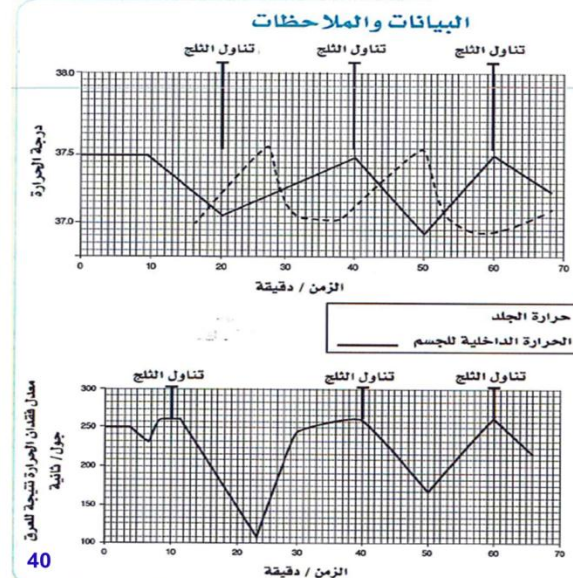 البيانات والملاحظات
تناول الثلج تناول الثلج تناول الثلج
38.0
37.5
37.0
درجة الحرارة
0 10 20 30 40 50 60 70
الزمن / دقيقة
حرارة الجلد
الحرارة الداخلية للجسم
تناول الثلج تناول الثلج تناول الثلج
300
250
200
150
100
معدل فقدان الحرارة نتيجة للعرق
جول/ ثانية
0 10 20 30 40 50 60 70
الزمن / دقيقة
40